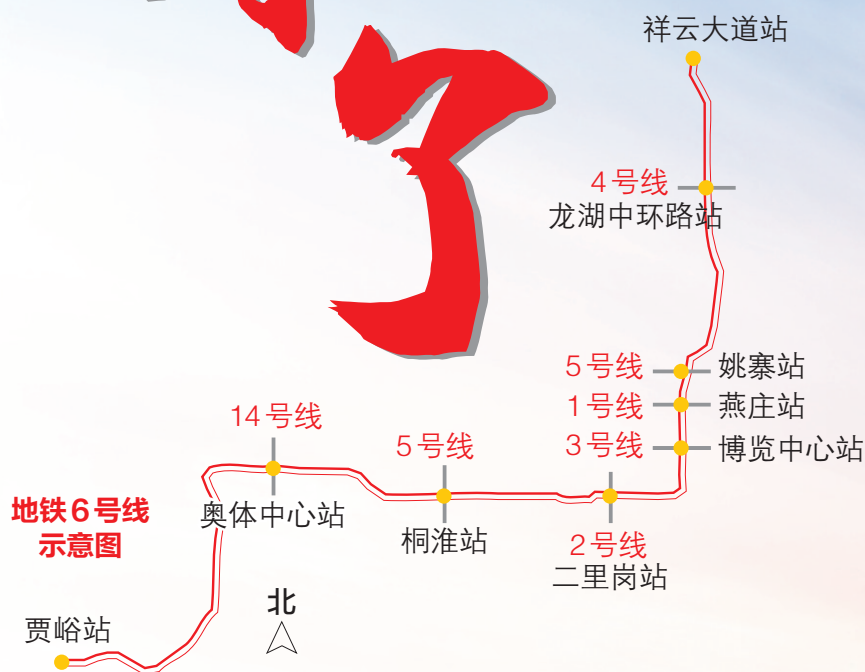 了
祥云大道站
4号线
龙湖中环路站
5号线
姚寨站
1号线
燕庄站
3号线
博览中心站
14号线
奥体中心站
5号线
桐淮站
2号线
二里岗站
地铁6号线
示意图
北
贾峪站